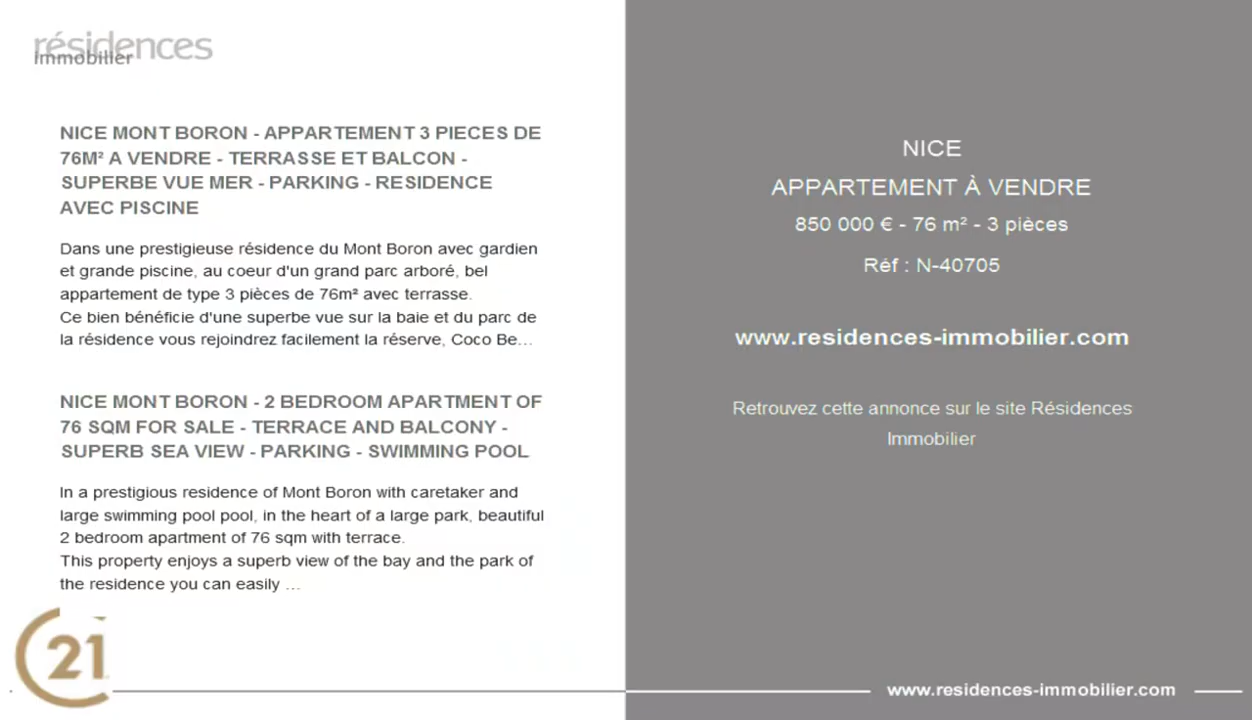 résidences
immobilier
NICE MONT BORON - APPARTEMENT 3 PIECES DE
76M² A VENDRE - TERRASSE ET BALCON -
SUPERBE VUE MER - PARKING - RESIDENCE
AVEC PISCINE
Dans une prestigieuse résidence du Mont Boron avec gardien
et grande piscine, au coeur d'un grand parc arboré, bel
appartement de type 3 pièces de 76m² avec terrasse.
Ce bien bénéficie d'une superbe vue sur la baie et du parc de
la résidence vous rejoindrez facilement la réserve, Coco Be...
NICE MONT BORON - 2 BEDROOM APARTMENT OF
76 SQM FOR SALE - TERRACE AND BALCONY -
SUPERB SEA VIEW - PARKING - SWIMMING POOL
In a prestigious residence of Mont Boron with caretaker and
large swimming pool pool, in the heart of a large park, beautiful
2 bedroom apartment of 76 sqm with terrace.
This property enjoys a superb view of the bay and the park of
the residence you can easily ...
C21
NICE
APPARTEMENT À VENDRE
850 000 € - 76 m² - 3 pièces
Réf : N-40705
www.residences-immobilier.com
Retrouvez cette annonce sur le site Résidences
Immobilier
www.residences-immobilier.com